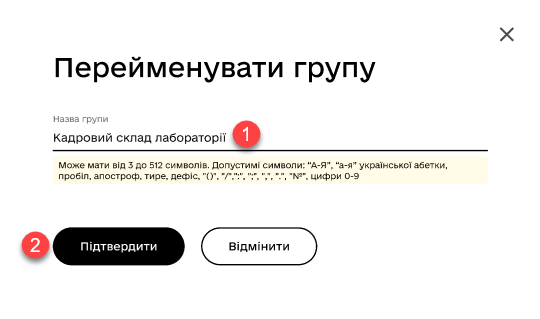 Перейменувати групу
Назва групи
Кадровий склад лабораторії 1
Може мати від 3 до 512 символів. Допустимі символи: "А-Я", "а-я" української абетки,
пробіл, апостроф, тире, дефіс, "()", "/",":", ";", ",", ".", "№", цифри 0-9
2 Підтвердити Відмінити